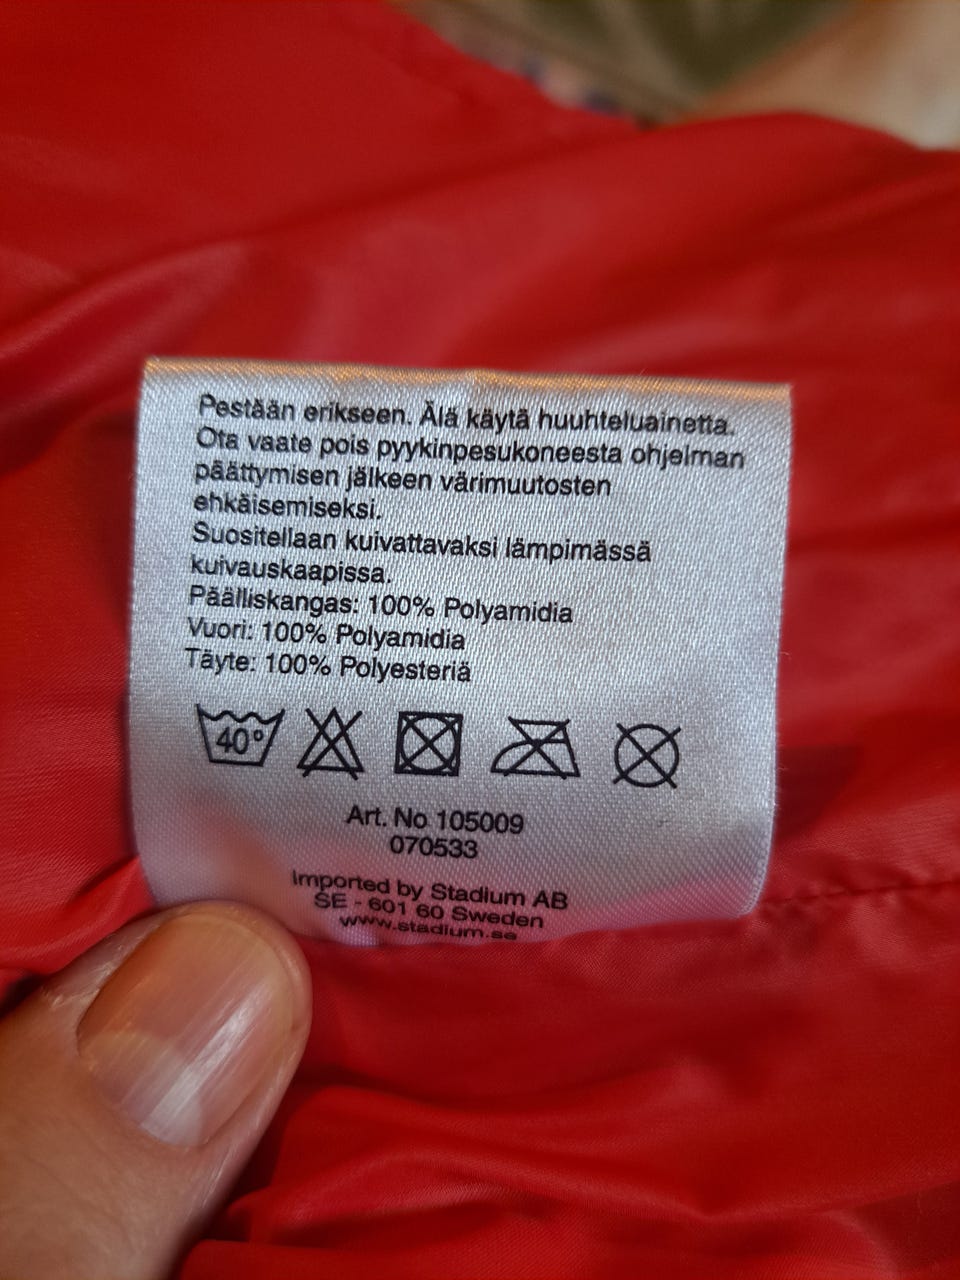 Pestään erikseen. Älä käytä huuhteluainetta.
Ota vaate pois pyykinpesukoneesta ohjelman
päättymisen jälkeen värimuutosten
ehkäisemiseksi.
Suositellaan kuivattavaksi lämpimässä
kuivauskaapissa.
Päälliskangas: 100% Polyamidia
Vuori: 100% Polyamidia
Täyte: 100% Polyesteriä
40°
Art. No 105009
070533
Imported by Stadium AB
SE - 601 60 Sweden
www.stadium.se